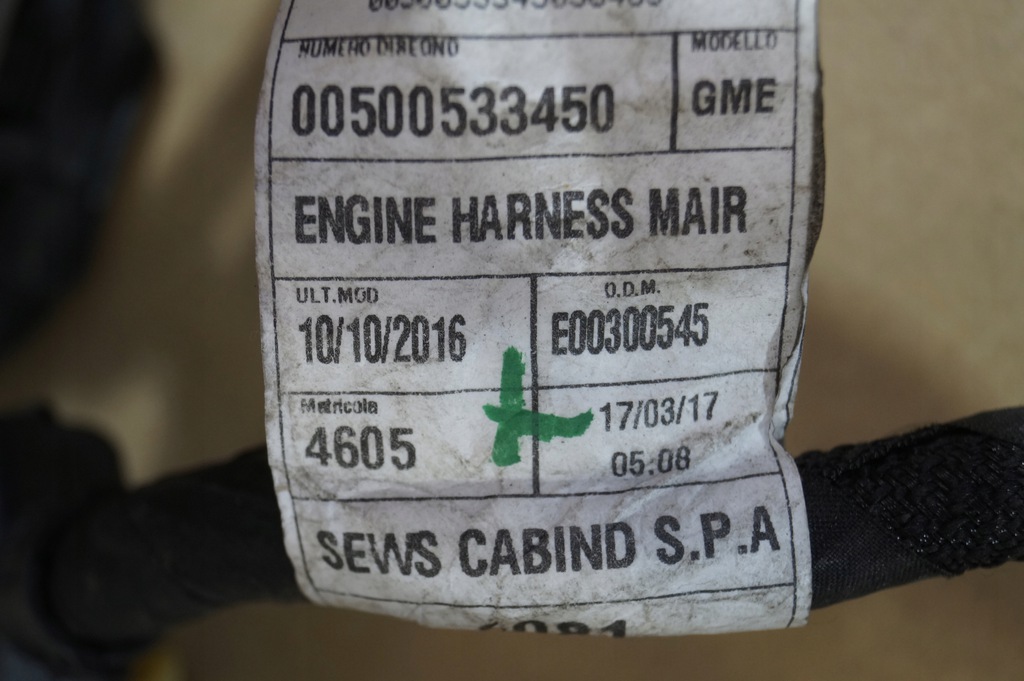 NUMERO DISEGNO
MODELLO
00500533450
GME
ENGINE HARNESS MAIR
ULT.MOD
O.D.M.
10/10/2016
E00300545
Matricola
17/03/17
4605
05:08
SEWS CABIND S.P.A